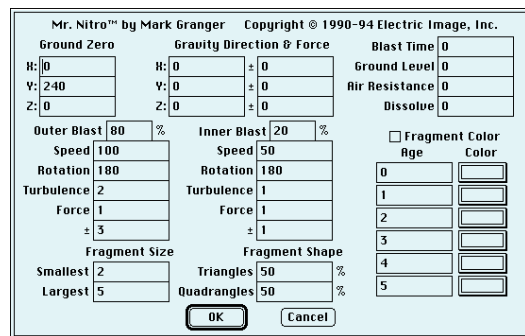 Mr. Nitro™ by Mark Granger Copyright © 1990-94 Electric Image, Inc.
Ground Zero
X: 0
Y: 240
Z: 0
Gravity Direction & Force
X: 0 ± 0
Y: 0 ± 0
Z: 0 ± 0
Blast Time 0
Ground Level 0
Air Resistance 0
Dissolve 0
Outer Blast 80 %
Speed 100
Rotation 180
Turbulence 2
Force 1
± 3
Inner Blast 20 %
Speed 50
Rotation 180
Turbulence 1
Force 1
± 1
Fragment Color
Age Color
0
1
2
3
4
5
Fragment Size
Smallest 2
Largest 5
Fragment Shape
Triangles 50 %
Quadrangles 50 %
OK
Cancel